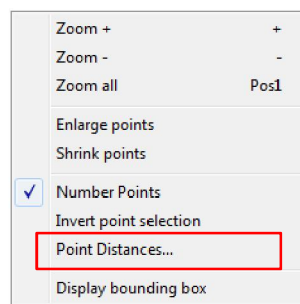 Zoom + +
Zoom - -
Zoom all Pos1
Enlarge points
Shrink points
Number Points
Invert point selection
Point Distances...
Display bounding box